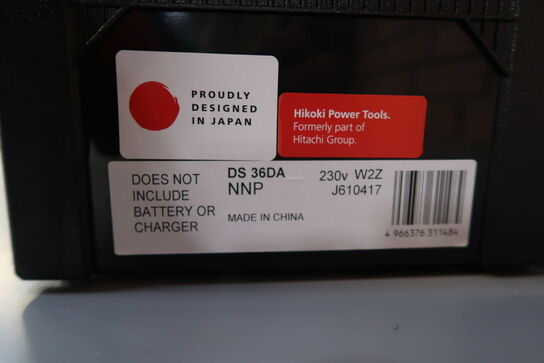 PROUDLY
DESIGNED
IN JAPAN
Hikoki Power Tools.
Formerly part of
Hitachi Group.
DOES NOT
INCLUDE
BATTERY OR
CHARGER
DS 36DA
NNP
MADE IN CHINA
230v W2Z
J610417
4 966376 311484